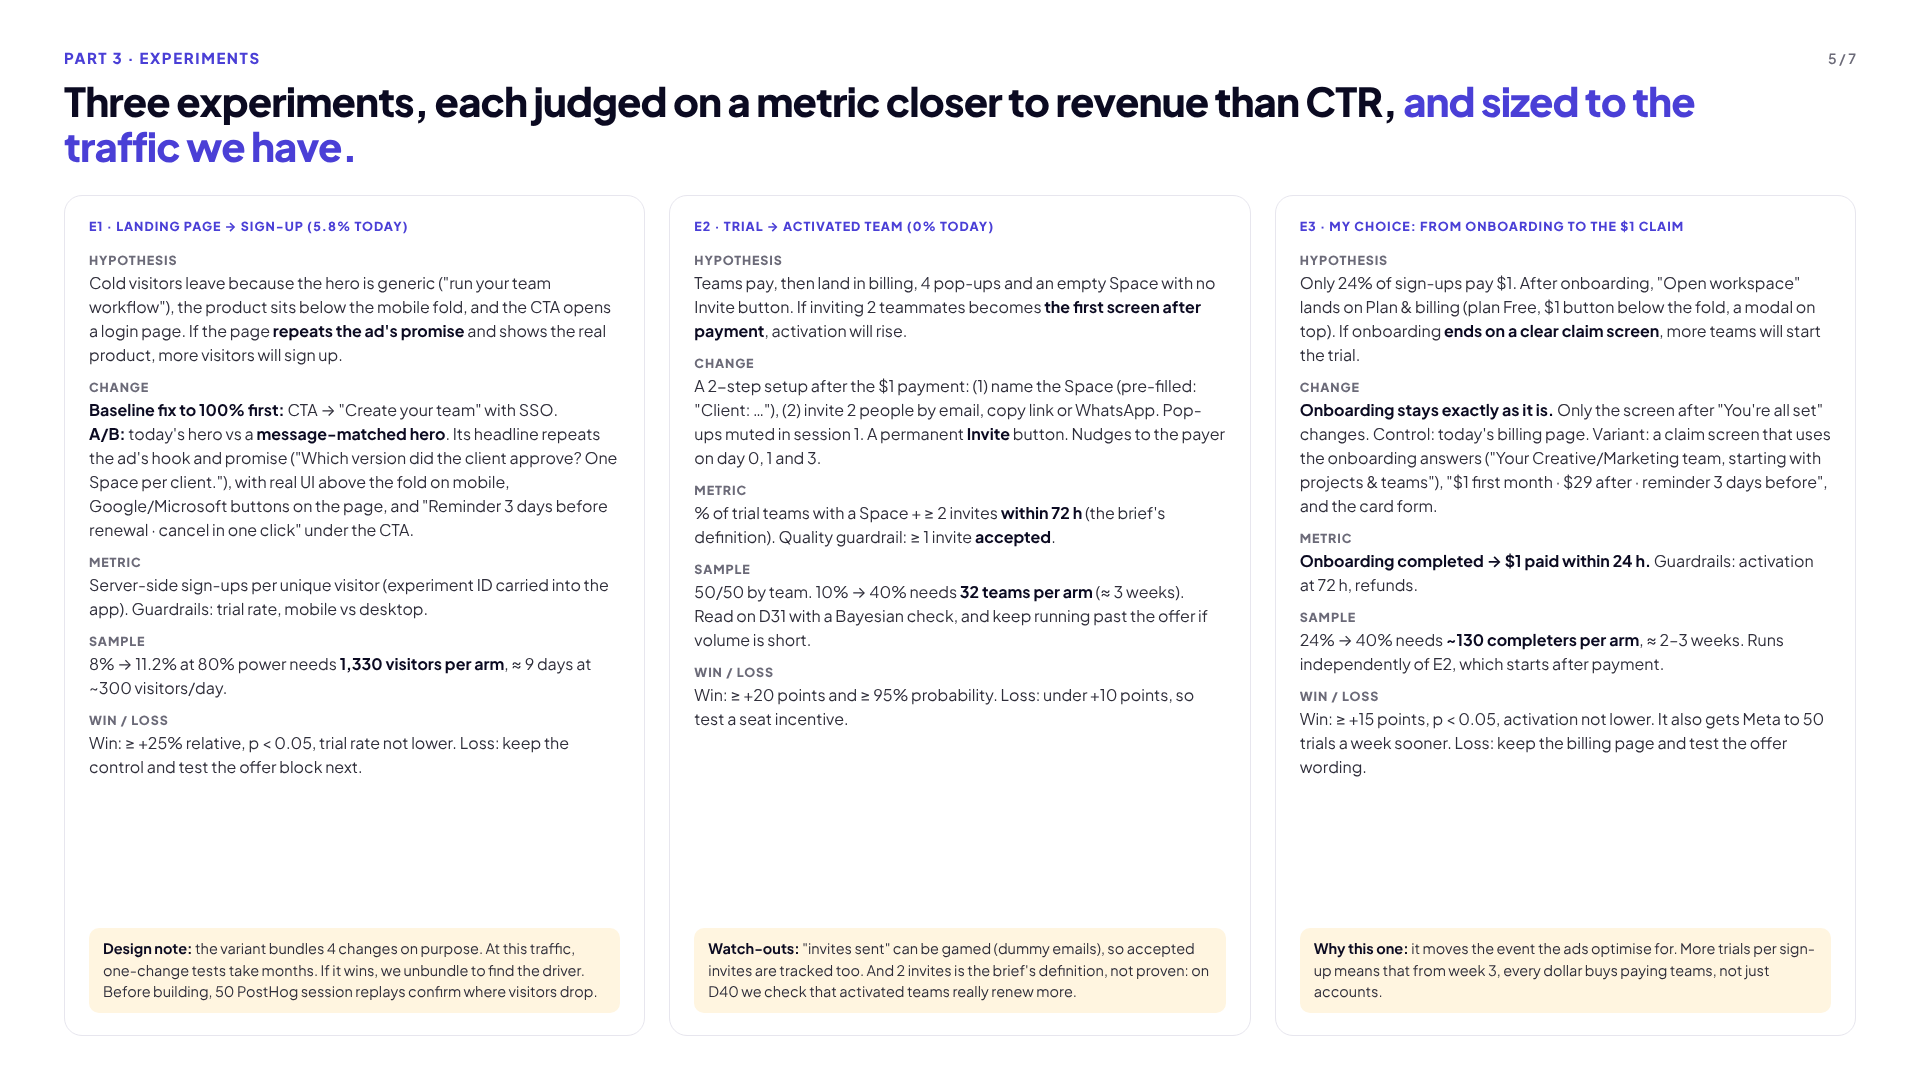 PART 3 · EXPERIMENTS
5 / 7
Three experiments, each judged on a metric closer to revenue than CTR, and sized to the
traffic we have.
E1 · LANDING PAGE → SIGN-UP (5.8% TODAY)
HYPOTHESIS
Cold visitors leave because the hero is generic ("run your team
workflow"), the product sits below the mobile fold, and the CTA opens
a login page. If the page repeats the ad's promise and shows the real
product, more visitors will sign up.
CHANGE
Baseline fix to 100% first: CTA → "Create your team" with SSO.
A/B: today's hero vs a message-matched hero. Its headline repeats
the ad's hook and promise ("Which version did the client approve? One
Space per client."), with real UI above the fold on mobile,
Google/Microsoft buttons on the page, and "Reminder 3 days before
renewal · cancel in one click" under the CTA.
METRIC
Server-side sign-ups per unique visitor (experiment ID carried into the
app). Guardrails: trial rate, mobile vs desktop.
SAMPLE
8% → 11.2% at 80% power needs 1,330 visitors per arm, ≈ 9 days at
~300 visitors/day.
WIN / LOSS
Win: ≥ +25% relative, p < 0.05, trial rate not lower. Loss: keep the
control and test the offer block next.
Design note: the variant bundles 4 changes on purpose. At this traffic,
one-change tests take months. If it wins, we unbundle to find the driver.
Before building, 50 PostHog session replays confirm where visitors drop.
E2 · TRIAL → ACTIVATED TEAM (0% TODAY)
HYPOTHESIS
Teams pay, then land in billing, 4 pop-ups and an empty Space with no
Invite button. If inviting 2 teammates becomes the first screen after
payment, activation will rise.
CHANGE
A 2-step setup after the $1 payment: (1) name the Space (pre-filled:
"Client: …"), (2) invite 2 people by email, copy link or WhatsApp. Pop-
ups muted in session 1. A permanent Invite button. Nudges to the payer
on day 0, 1 and 3.
METRIC
% of trial teams with a Space + ≥ 2 invites within 72 h (the brief's
definition). Quality guardrail: ≥ 1 invite accepted.
SAMPLE
50/50 by team. 10% → 40% needs 32 teams per arm (≈ 3 weeks).
Read on D31 with a Bayesian check, and keep running past the offer if
volume is short.
WIN / LOSS
Win: ≥ +20 points and ≥ 95% probability. Loss: under +10 points, so
test a seat incentive.
Watch-outs: "invites sent" can be gamed (dummy emails), so accepted
invites are tracked too. And 2 invites is the brief's definition, not proven: on
D40 we check that activated teams really renew more.
E3 · MY CHOICE: FROM ONBOARDING TO THE $1 CLAIM
HYPOTHESIS
Only 24% of sign-ups pay $1. After onboarding, "Open workspace"
lands on Plan & billing (plan Free, $1 button below the fold, a modal on
top). If onboarding ends on a clear claim screen, more teams will start
the trial.
CHANGE
Onboarding stays exactly as it is. Only the screen after "You're all set"
changes. Control: today's billing page. Variant: a claim screen that uses
the onboarding answers ("Your Creative/Marketing team, starting with
projects & teams"), "$1 first month · $29 after · reminder 3 days before",
and the card form.
METRIC
Onboarding completed → $1 paid within 24 h. Guardrails: activation
at 72 h, refunds.
SAMPLE
24% → 40% needs ~130 completers per arm, ≈ 2–3 weeks. Runs
independently of E2, which starts after payment.
WIN / LOSS
Win: ≥ +15 points, p < 0.05, activation not lower. It also gets Meta to 50
trials a week sooner. Loss: keep the billing page and test the offer
wording.
Why this one: it moves the event the ads optimise for. More trials per sign-
up means that from week 3, every dollar buys paying teams, not just
accounts.